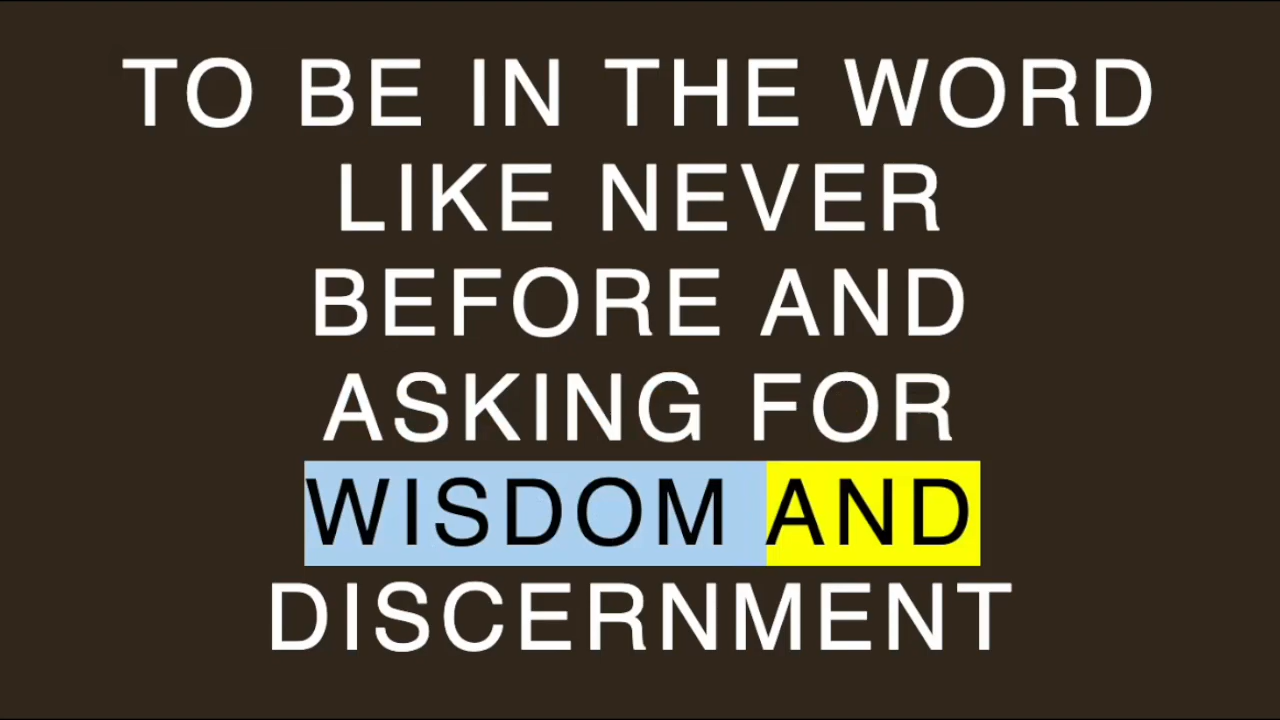 TO BE IN THE WORD
LIKE NEVER
BEFORE AND
ASKING FOR
WISDOM AND
DISCERNMENT